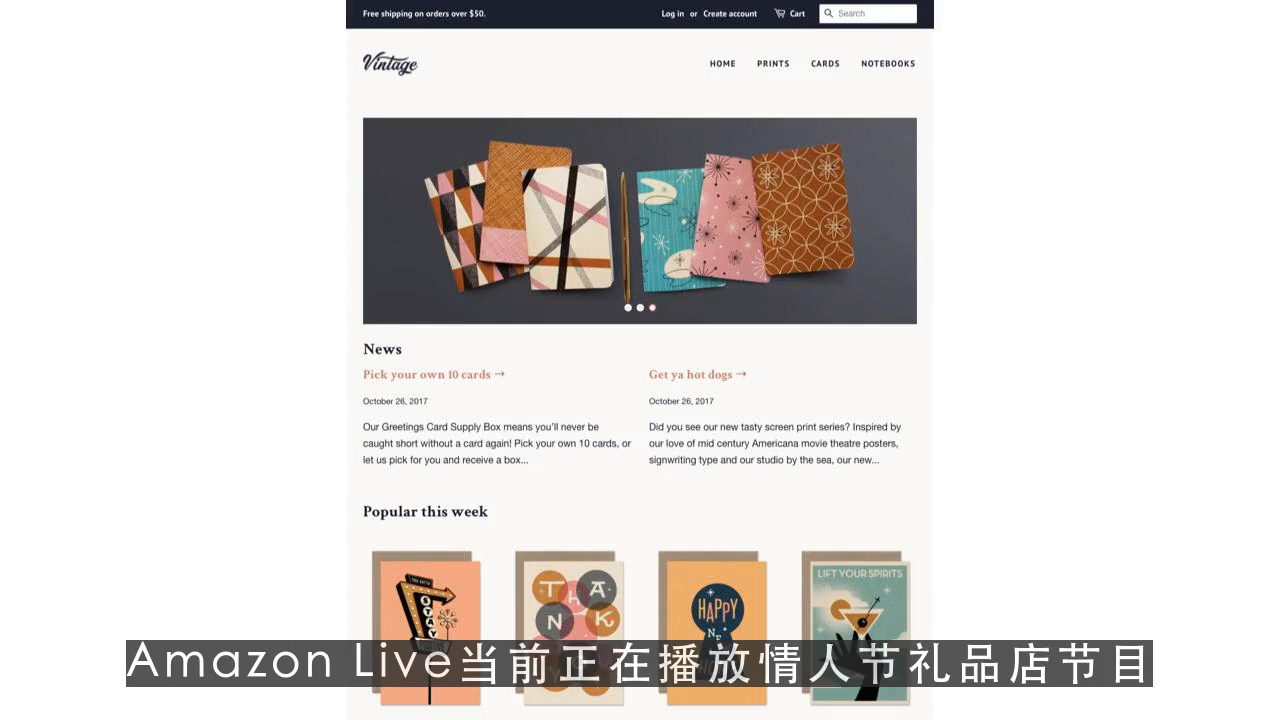 Free shipping on orders over $50.
Log in or Create account Cart Search
Vintage
HOME PRINTS CARDS NOTEBOOKS
News
Pick your own 10 cards →
October 26, 2017
Our Greetings Card Supply Box means you'll never be
caught short without a card again! Pick your own 10 cards, or
let us pick for you and receive a box...
Get ya hot dogs →
October 26, 2017
Did you see our new tasty screen print series? Inspired by
our love of mid century Americana movie theatre posters,
signwriting type and our studio by the sea, our new...
Popular this week
STAY
THANK
HAPPY
LIFT YOUR SPIRITS
Amazon Live当前正在播放情人节礼品店节目